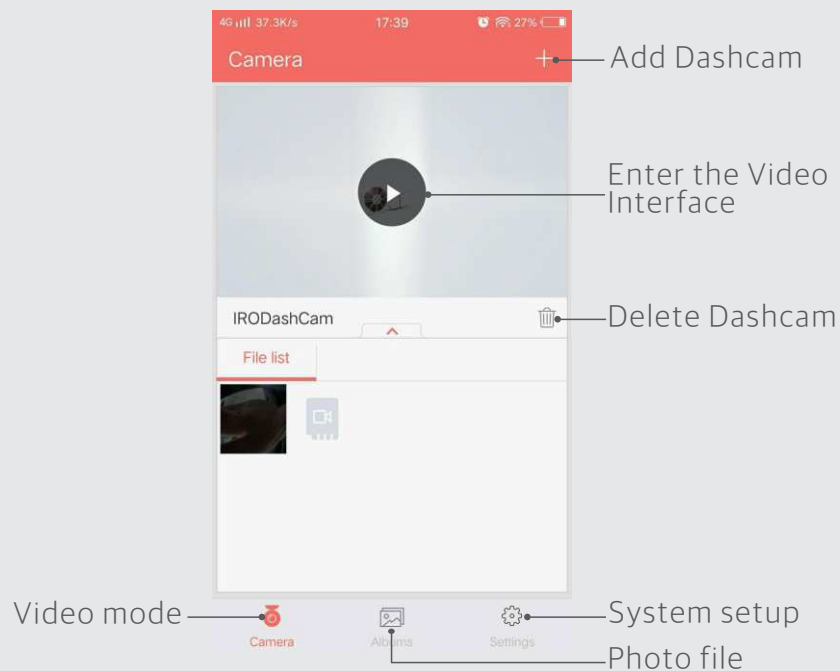 4G 37.3K/s 17:39 27%
Camera
Add Dashcam
Enter the Video
Interface
IRODashCam
Delete Dashcam
File list
Video mode
System setup
Camera
Albums
Settings
Photo file